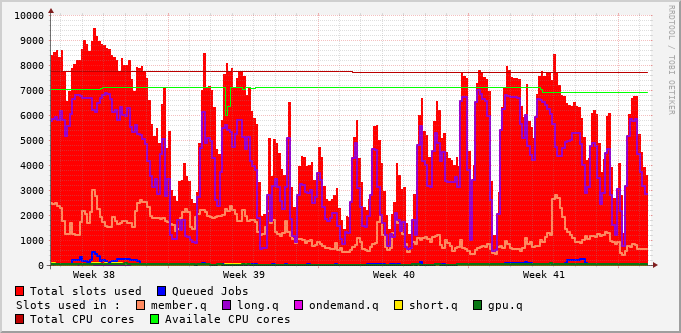 10000
9000
8000
7000
6000
5000
4000
3000
2000
1000
0
Week 38 Week 39 Week 40 Week 41
RRDTOOL / TOBI OETIKER
Total slots used Queued Jobs
Slots used in : member.q long.q ondemand.q short.q gpu.q
Total CPU cores Availale CPU cores